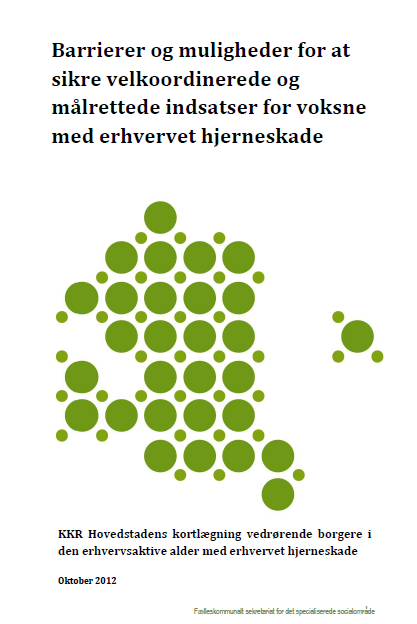 Barrierer og muligheder for at
sikre velkoordinerede og
målrettede indsatser for voksne
med erhvervet hjerneskade
KKR Hovedstadens kortlægning vedrørende borgere i
den erhvervsaktive alder med erhvervet hjerneskade
Oktober 2012
Fælleskommunalt sekretariat for det specialiserede socialområde